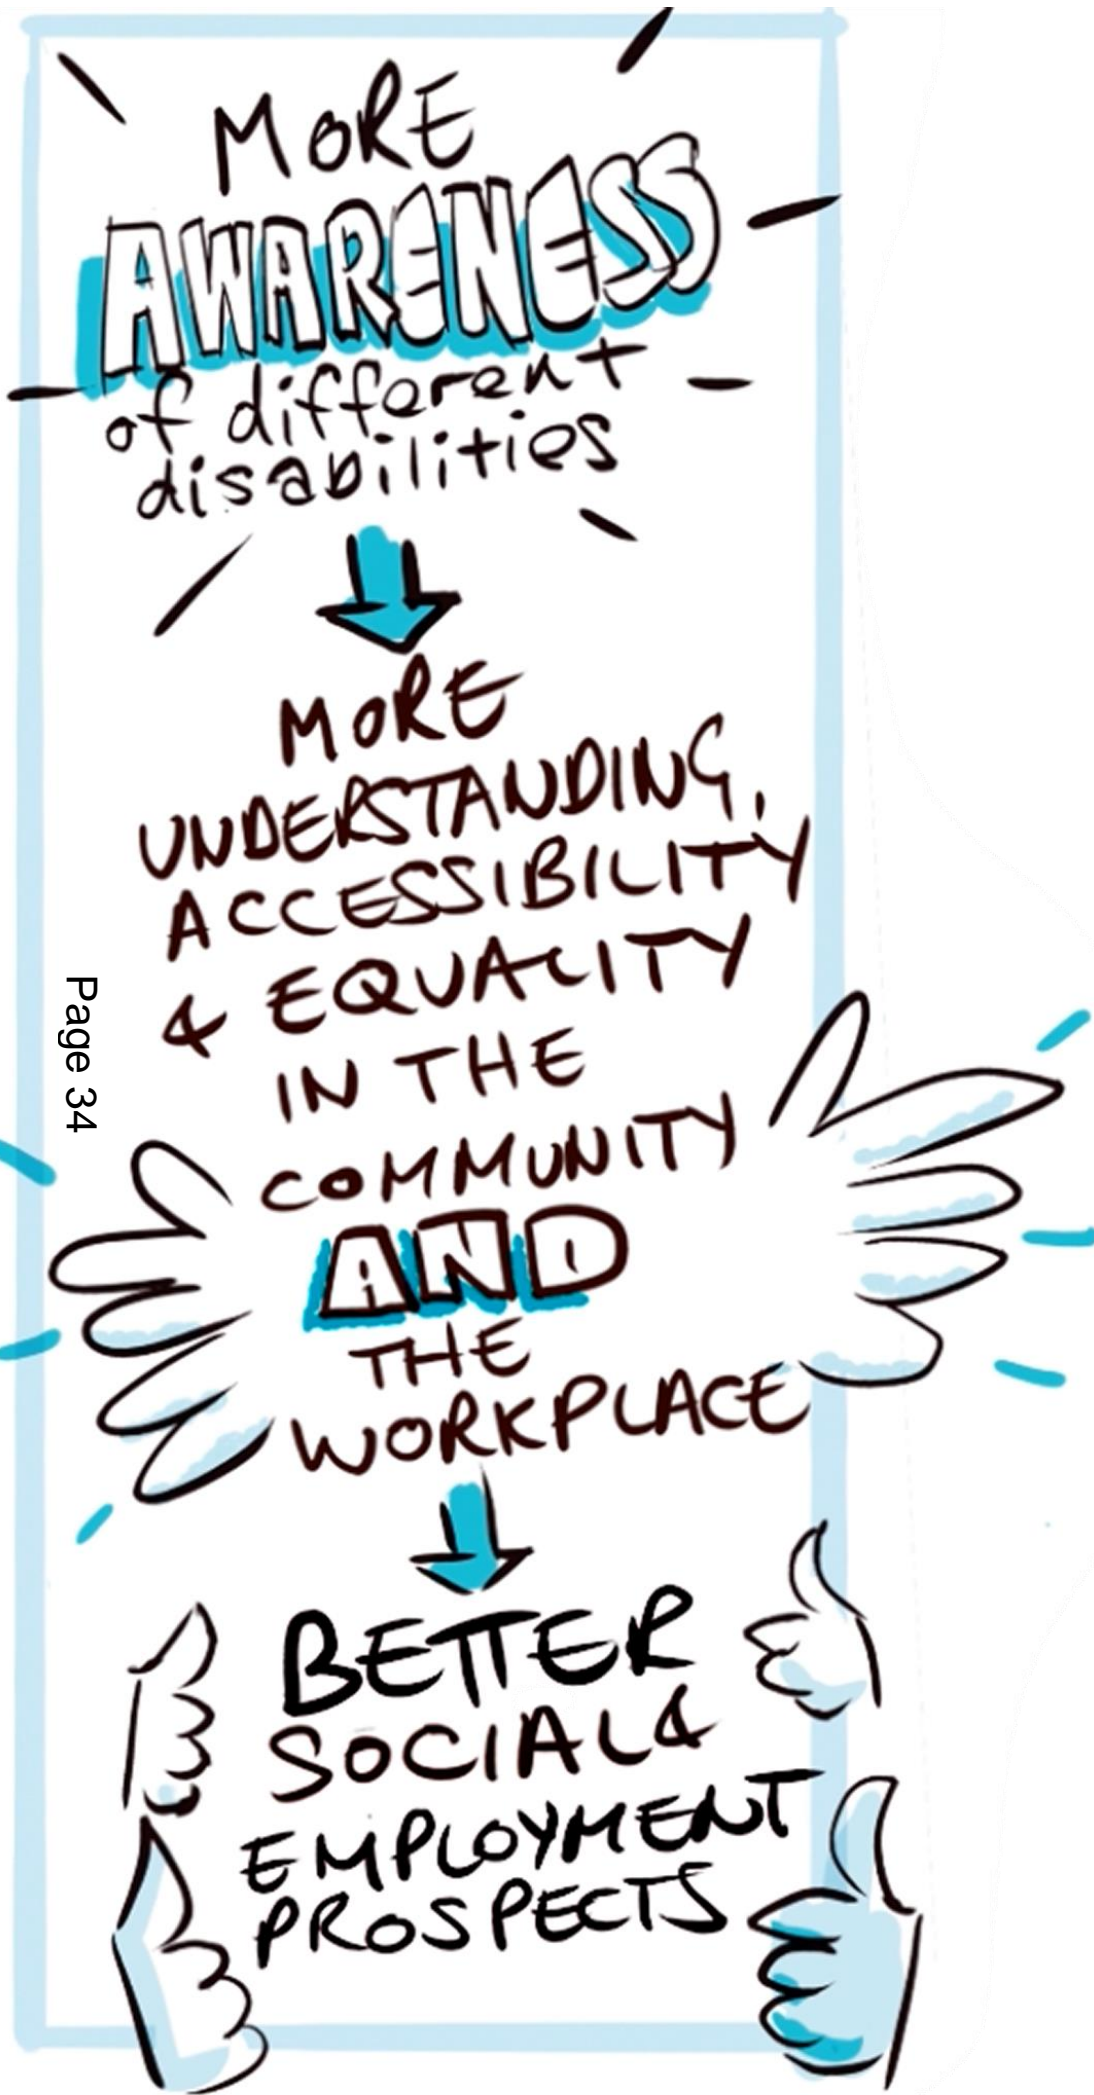 MORE
AWARENESS
of different
disabilities
MORE
UNDERSTANDING,
ACCESSIBILITY
& EQUALITY
IN THE
COMMUNITY
AND
THE
WORKPLACE
BETTER
SOCIAL &
EMPLOYMENT
PROSPECTS
Page 34